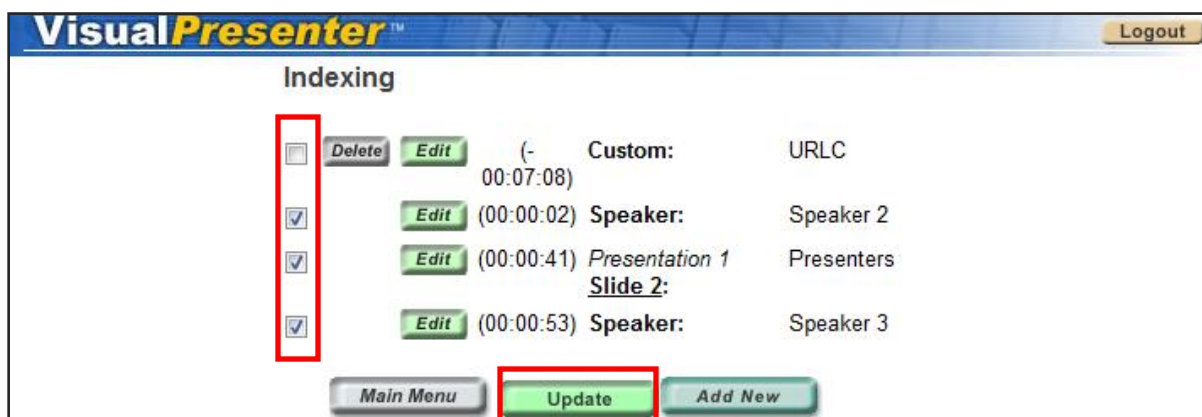 VisualPresenter™
Logout
Indexing
Delete Edit (- Custom: URLC
00:07:08)
Edit (00:00:02) Speaker: Speaker 2
Edit (00:00:41) Presentation 1 Presenters
Slide 2:
Edit (00:00:53) Speaker: Speaker 3
Main Menu Update Add New